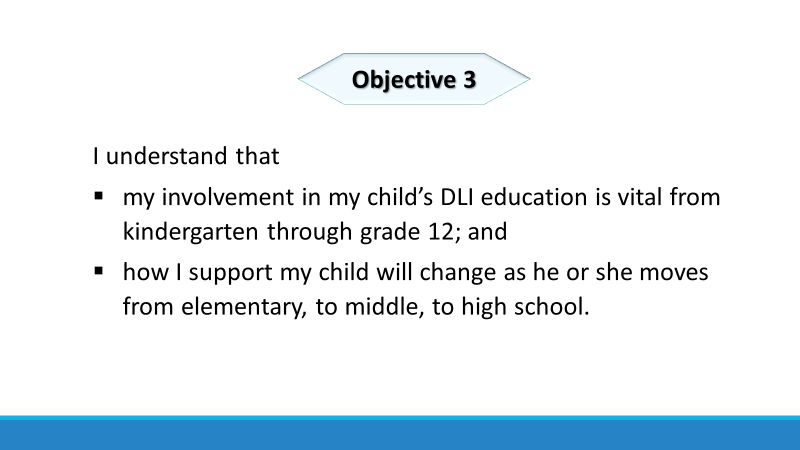 Objective 3
I understand that
▪ my involvement in my child’s DLI education is vital from
kindergarten through grade 12; and
▪ how I support my child will change as he or she moves
from elementary, to middle, to high school.